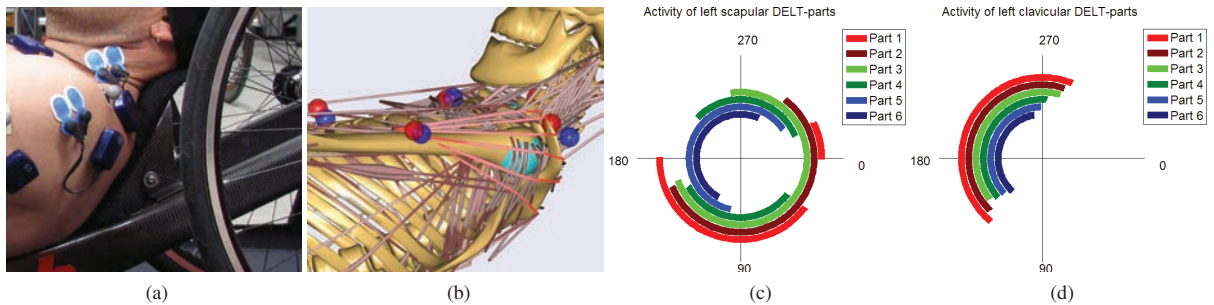 Activity of left scapular DELT-parts
270
180
0
90
Part 1
Part 2
Part 3
Part 4
Part 5
Part 6
Activity of left clavicular DELT-parts
270
180
0
90
Part 1
Part 2
Part 3
Part 4
Part 5
Part 6
(a)
(b)
(c)
(d)